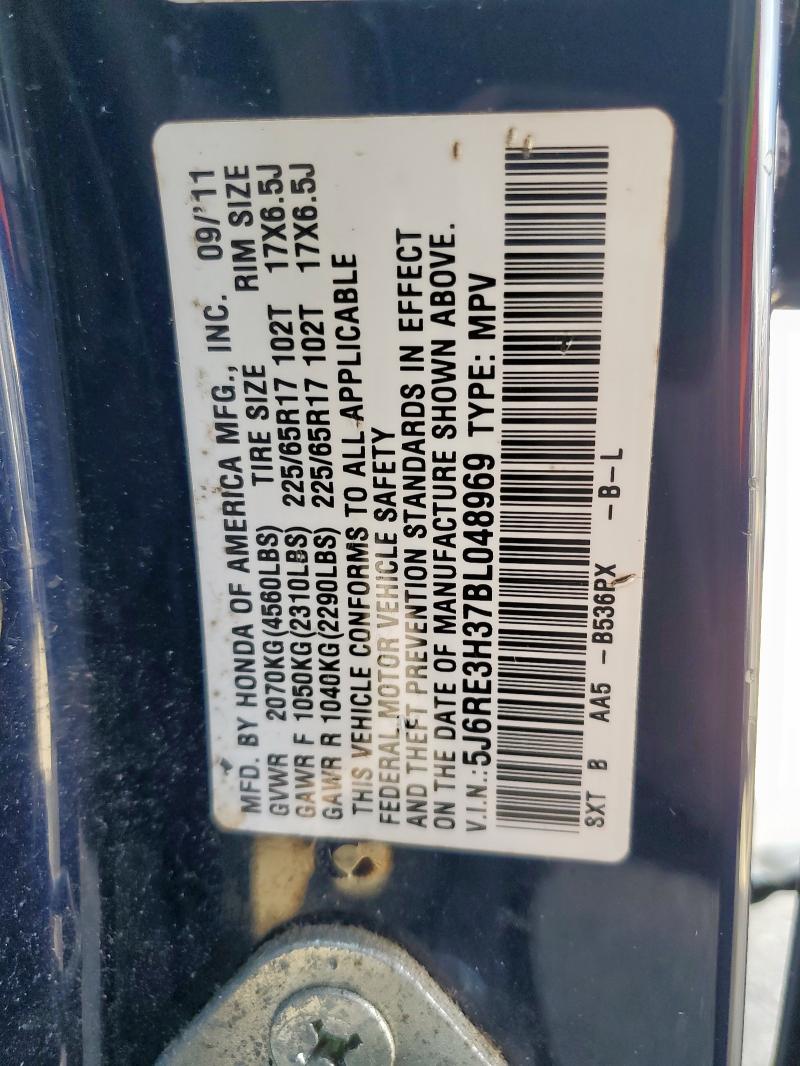 MFD. BY HONDA OF AMERICA MFG., INC. 09/'11
GVWR 2070KG(4560LBS) TIRE SIZE RIM SIZE
GAWR F 1050KG(2310LBS) 225/65R17 102T 17X6.5J
GAWR R 1040KG(2290LBS) 225/65R17 102T 17X6.5J
THIS VEHICLE CONFORMS TO ALL APPLICABLE
FEDERAL MOTOR VEHICLE SAFETY
AND THEFT PREVENTION STANDARDS IN EFFECT
ON THE DATE OF MANUFACTURE SHOWN ABOVE.
V.I.N.:5J6RE3H37BL048969 TYPE: MPV
SXT B AA5 -B536PX -B-L